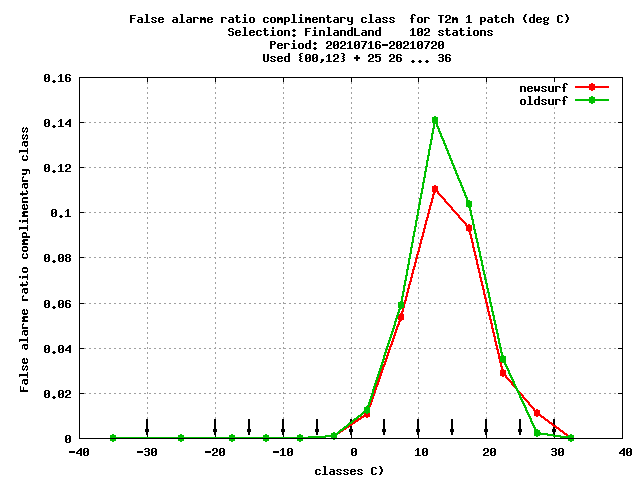 False alarme ratio complimentary class  for T2m 1 patch (deg C)
Selection: FinlandLand    102 stations
Period: 20210716-20210720
Used {00,12} + 25 26 ... 36
newsurf
oldsurf
False alarme ratio complimentary class
0.16
0.14
0.12
0.1
0.08
0.06
0.04
0.02
0
-40 -30 -20 -10 0 10 20 30 40
classes C)